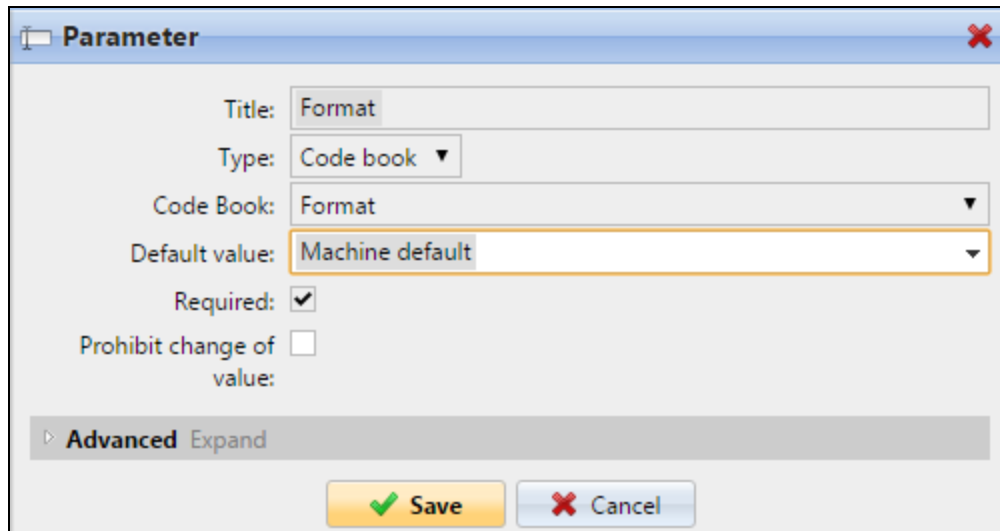 Parameter
Title: Format
Type: Code book
Code Book: Format
Default value: Machine default
Required:
Prohibit change of
value:
Advanced Expand
Save Cancel